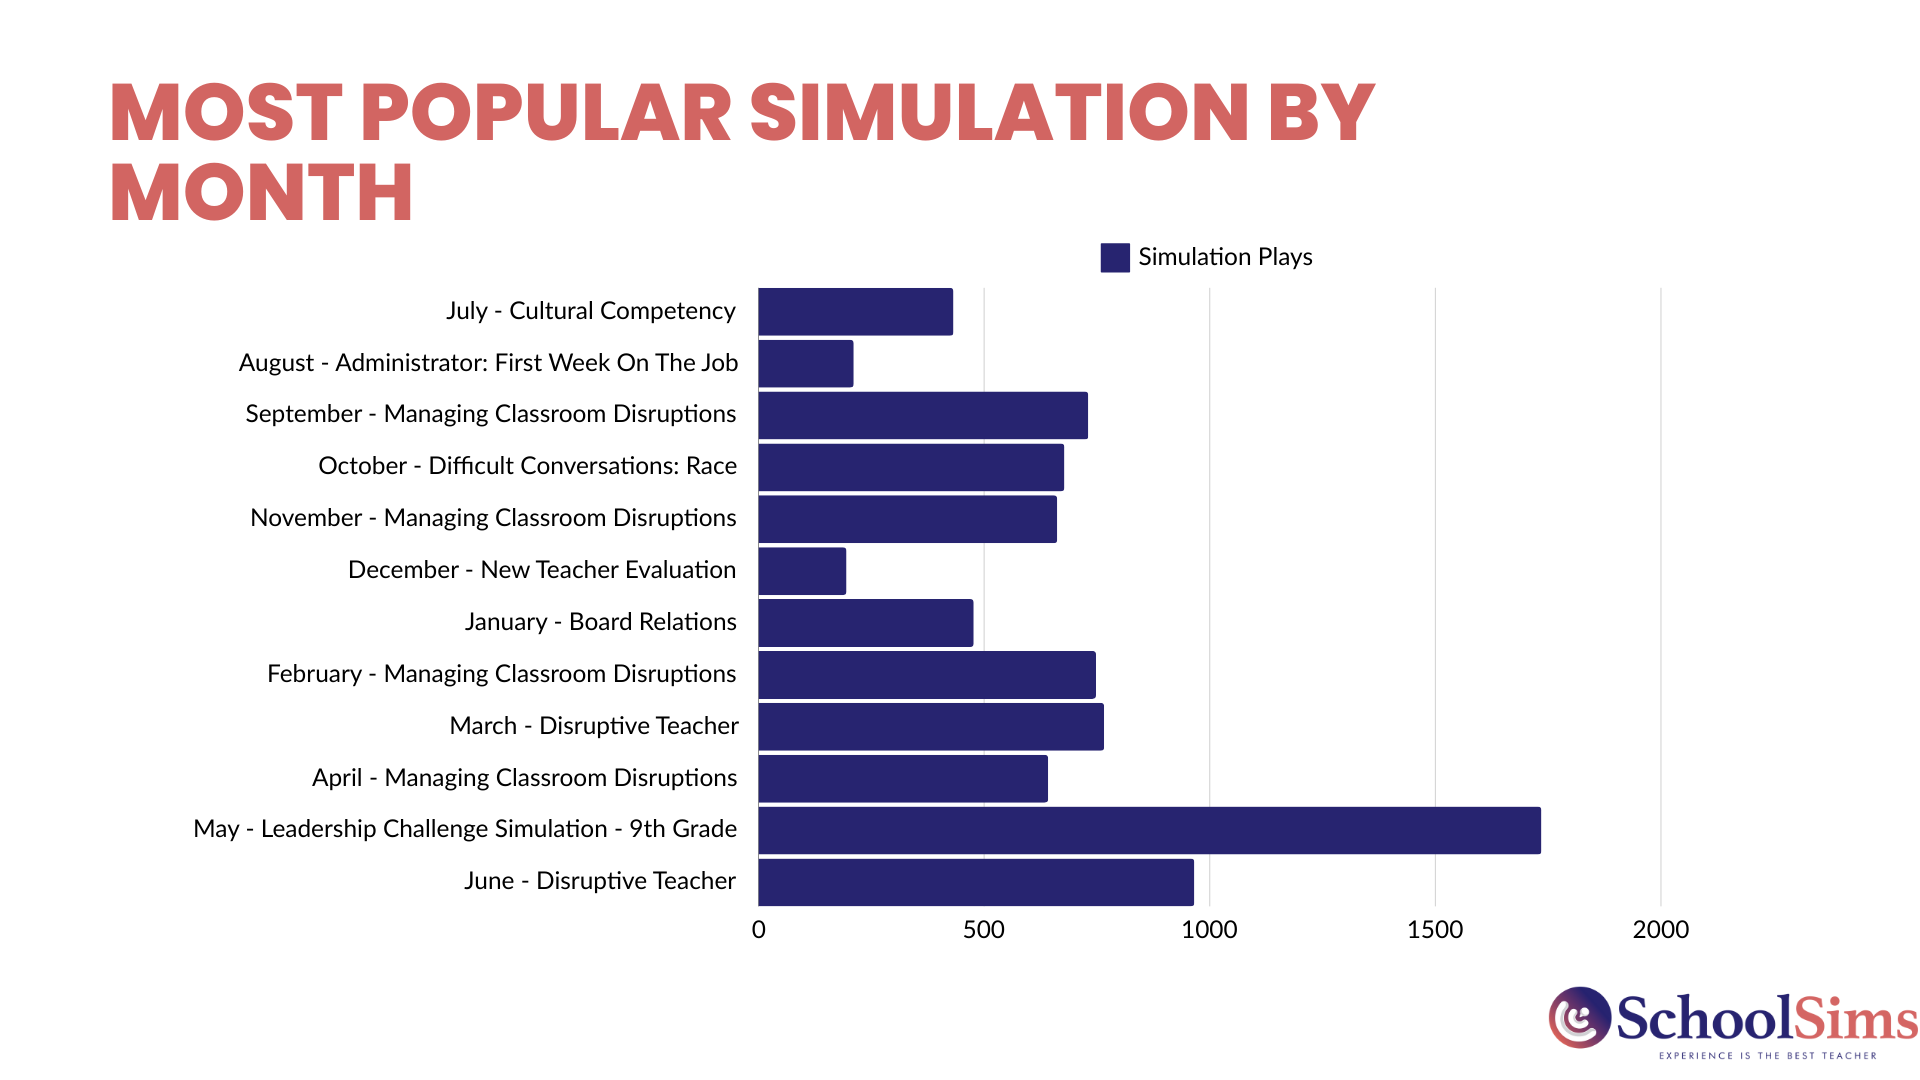 MOST POPULAR SIMULATION BY
MONTH
Simulation Plays
July - Cultural Competency
August - Administrator: First Week On The Job
September - Managing Classroom Disruptions
October - Difficult Conversations: Race
November - Managing Classroom Disruptions
December - New Teacher Evaluation
January - Board Relations
February - Managing Classroom Disruptions
March - Disruptive Teacher
April - Managing Classroom Disruptions
May - Leadership Challenge Simulation - 9th Grade
June - Disruptive Teacher
0 500 1000 1500 2000
SchoolSims
EXPERIENCE IS THE BEST TEACHER